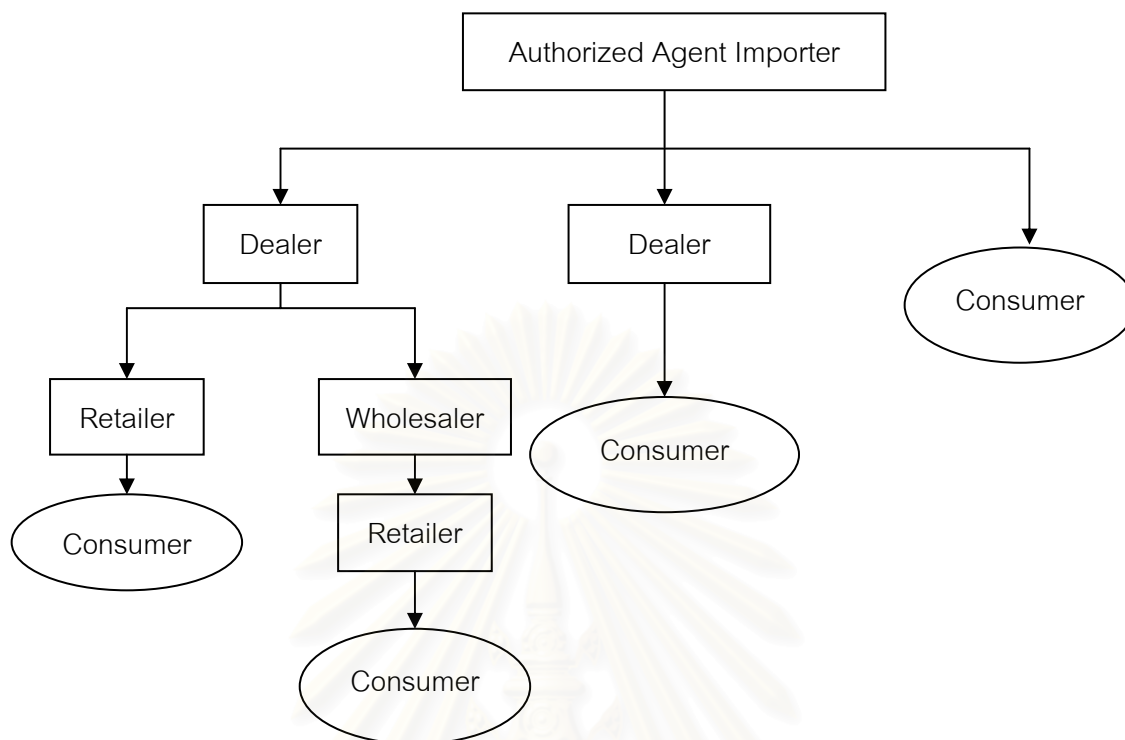 Authorized Agent Importer
Dealer
Dealer
Consumer
Retailer
Wholesaler
Consumer
Consumer
Retailer
Consumer